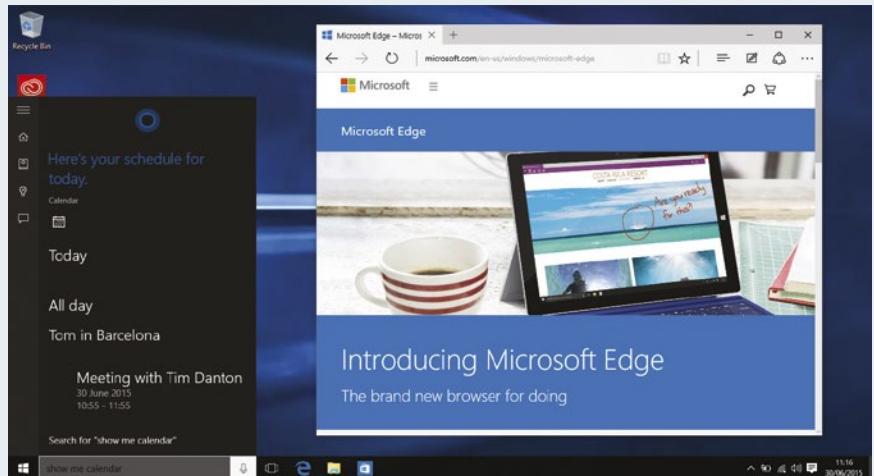 Recycle Bin
Here's your schedule for
today.
Calendar
Today
All day
Tom in Barcelona
Meeting with Tim Danton
30 June 2015
10:55 - 11:55
Search for "show me calendar"
show me calendar
Microsoft Edge – Micros
microsoft.com/en-us/windows/microsoft-edge
Microsoft
Microsoft Edge
COSTA RICA RESORT
Are you ready
for this?!
Introducing Microsoft Edge
The brand new browser for doing
11:16
30/06/2015